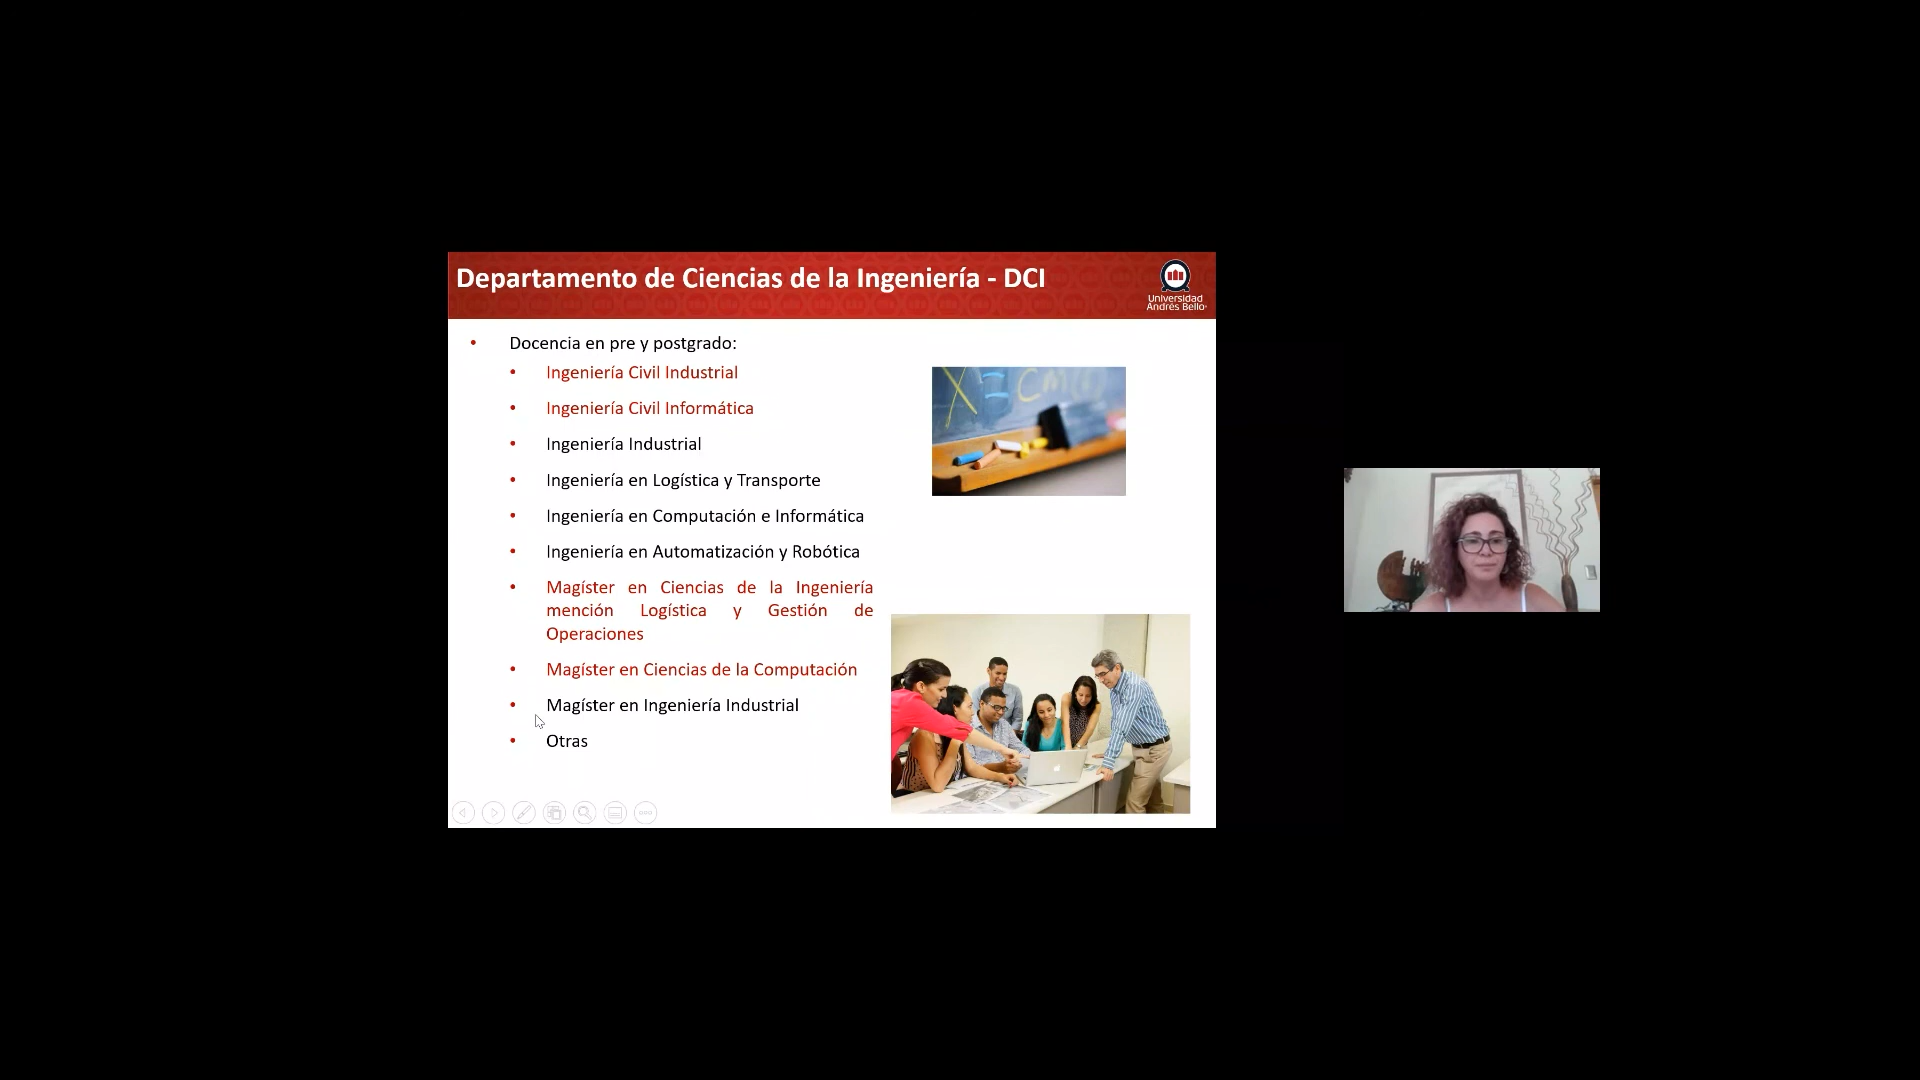 Departamento de Ciencias de la Ingeniería - DCI
Universidad
Andrés Bello
Docencia en pre y postgrado:
Ingeniería Civil Industrial
Ingeniería Civil Informática
Ingeniería Industrial
Ingeniería en Logística y Transporte
Ingeniería en Computación e Informática
Ingeniería en Automatización y Robótica
Magíster en Ciencias de la Ingeniería
mención Logística y Gestión de
Operaciones
Magíster en Ciencias de la Computación
Magíster en Ingeniería Industrial
Otras